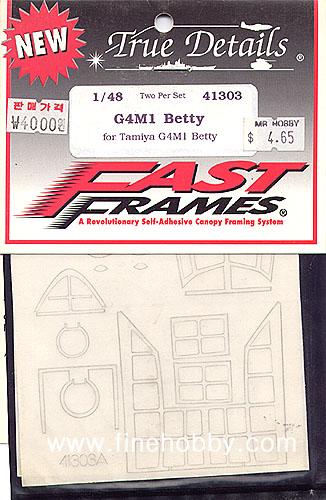 NEW
True Details ®
1/48 Two Per Set 41303
G4M1 Betty
for Tamiya G4M1 Betty
판매가격
₩4000원
MR HOBBY
$ 4.65
FAST
FRAMES®
A Revolutionary Self-Adhesive Canopy Framing System
41303A
www.finehobby.com